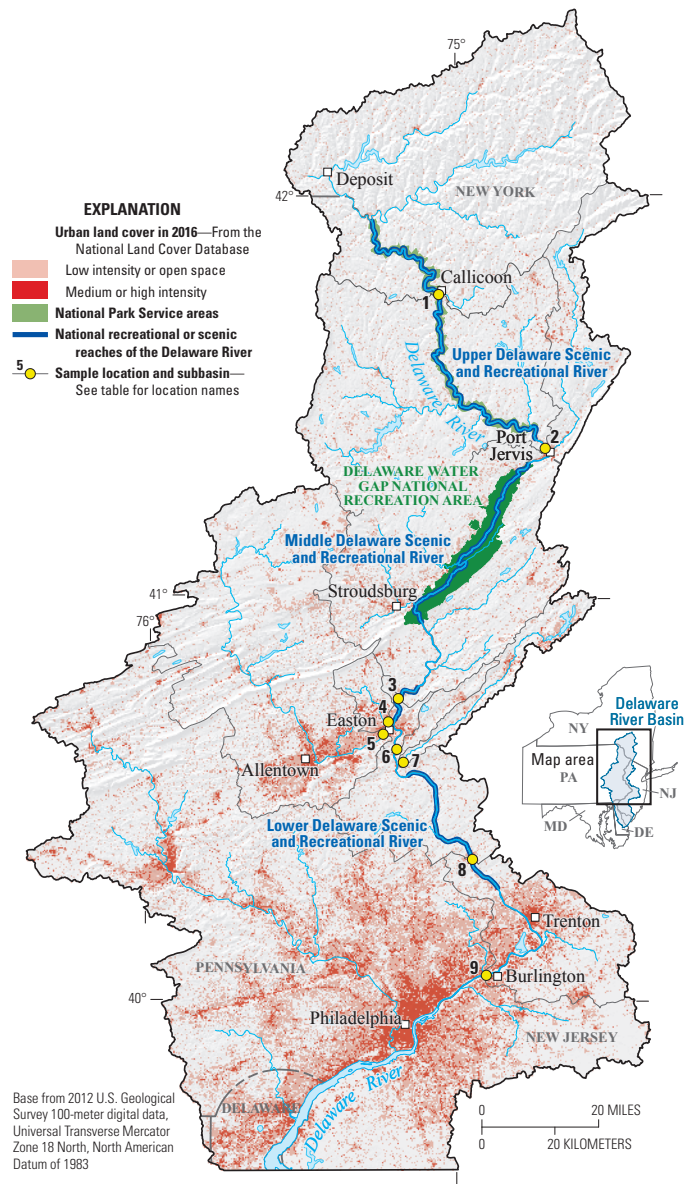 75°
Deposit
NEW YORK
42°
EXPLANATION
Urban land cover in 2016—From the
National Land Cover Database
Low intensity or open space
Medium or high intensity
National Park Service areas
National recreational or scenic
reaches of the Delaware River
5
Sample location and subbasin—
See table for location names
Callicoon
1
Delaware River
Upper Delaware Scenic
and Recreational River
Port
Jervis
2
DELAWARE WATER
GAP NATIONAL
RECREATION AREA
Middle Delaware Scenic
and Recreational River
Stroudsburg
41°
76°
3
4
Easton
5
6
7
Allentown
Delaware
River Basin
NY
Map area
PA
NJ
MD
DE
Lower Delaware Scenic
and Recreational River
8
Trenton
PENNSYLVANIA
9
Burlington
40°
Philadelphia
NEW JERSEY
Delaware River
DELAWARE
Base from 2012 U.S. Geological
Survey 100-meter digital data,
Universal Transverse Mercator
Zone 18 North, North American
Datum of 1983
0 20 MILES
0 20 KILOMETERS